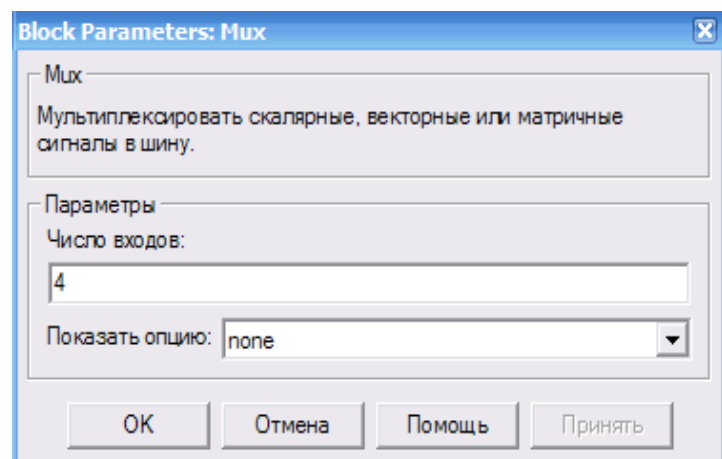 Block Parameters: Mux
Mux
Мультиплексировать скалярные, векторные или матричные
сигналы в шину.
Параметры
Число входов:
4
Показать опцию: none
OK Отмена Помощь Принять